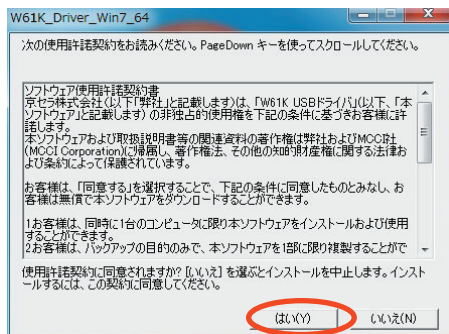 W61K_Driver_Win7_64
次の使用許諾契約をお読みください。PageDown キーを使ってスクロールしてください。
ソフトウェア使用許諾契約書
京セラ株式会社(以下「弊社」と記載します)は、「W61K USBドライバ」(以下、「本
ソフトウェア」と記載します) の非独占的使用権を下記の条件に基づきお客様に許
諾します。
本ソフトウェアおよび取扱説明書等の関連資料の著作権は弊社およびMCCI社
(MCCI Corporation)に帰属し、著作権法、その他の知的財産権に関する法律お
よび条約によって保護されています。
お客様は、「同意する」を選択することで、下記の条件に同意したものとみなし、お
客様は無償で本ソフトウェアをダウンロードすることができます。
1お客様は、同時に1台のコンピュータに限り本ソフトウェアをインストールおよび使用
することができます。
2お客様は、バックアップの目的のみで、本ソフトウェアを1部に限り複製することがで
使用許諾契約に同意されますか? [いいえ] を選ぶとインストールを中止します。インスト
ールするには、この契約に同意してください。
はい(Y)
いいえ(N)